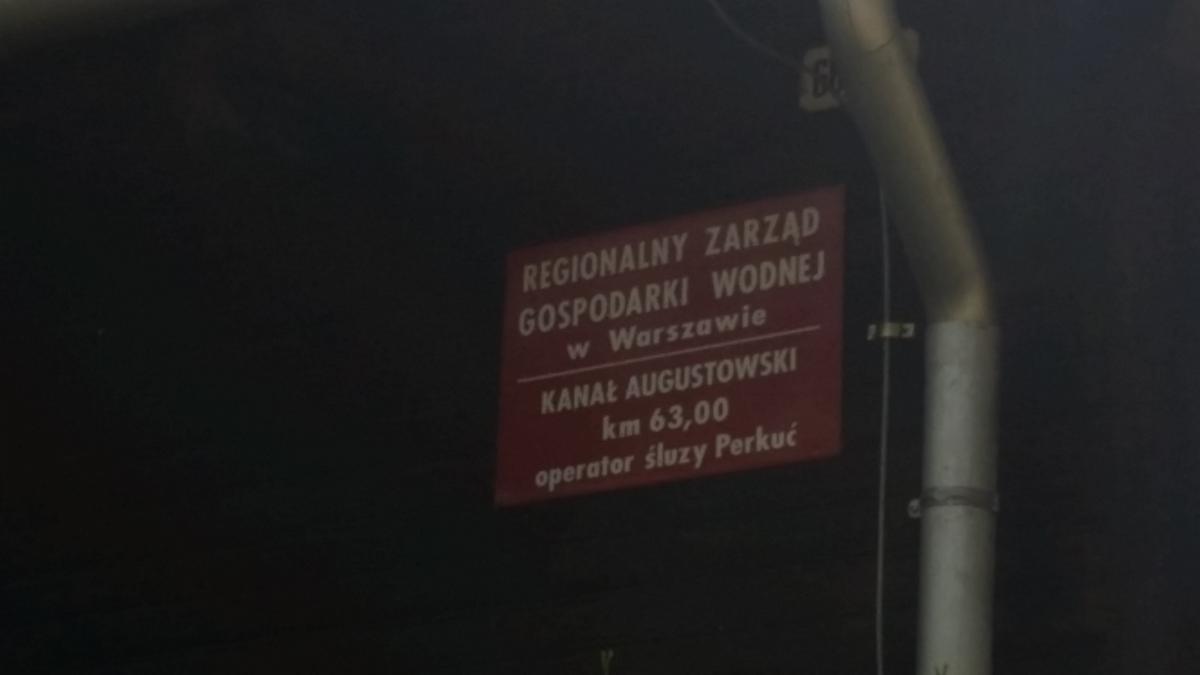 REGIONALNY ZARZĄD
GOSPODARKI WODNEJ
w Warszawie
KANAŁ AUGUSTOWSKI
km 63,00
operator śluzy Perkuć